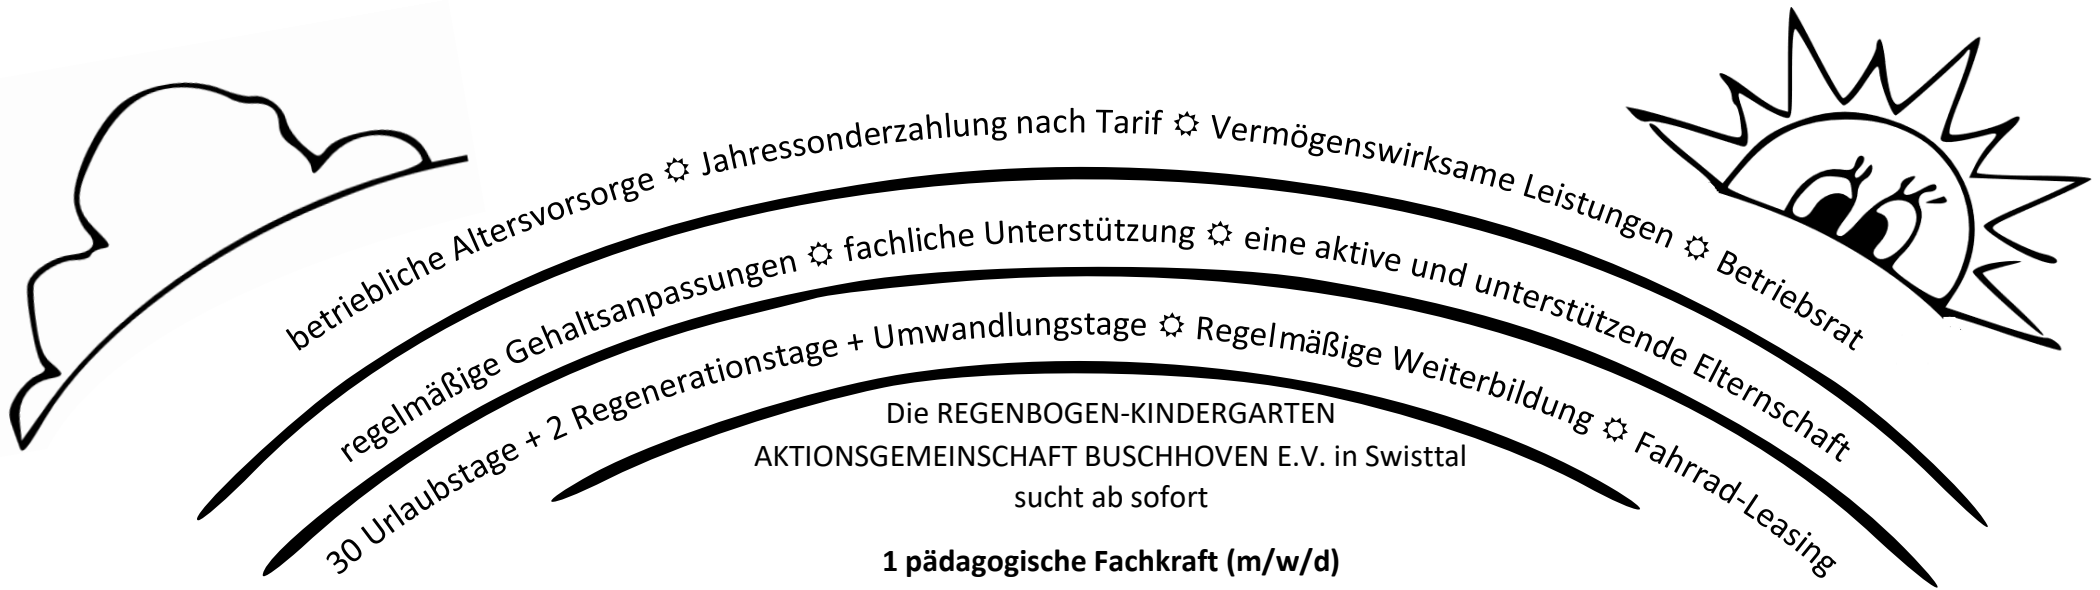 betriebliche Altersvorsorge ☼ Jahressonderzahlung nach Tarif ☼ Vermögenswirksame Leistungen ☼ Betriebsrat
regelmäßige Gehaltsanpassungen ☼ fachliche Unterstützung ☼ eine aktive und unterstützende Elternschaft
30 Urlaubstage + 2 Regenerationstage + Umwandlungstage ☼ Regelmäßige Weiterbildung ☼ Fahrrad-Leasing
Die REGENBOGEN-KINDERGARTEN
AKTIONSGEMEINSCHAFT BUSCHHOVEN E.V. in Swisttal
sucht ab sofort
1 pädagogische Fachkraft (m/w/d)